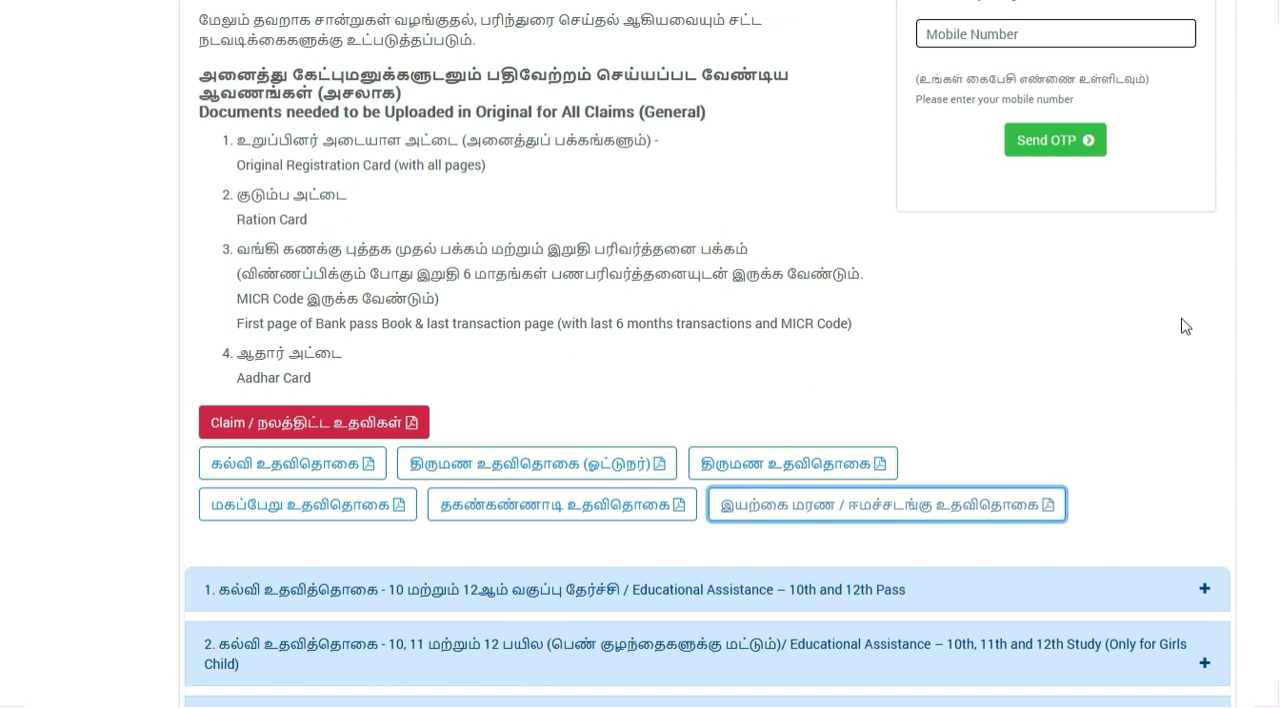 மேலும் தவறாக சான்றுகள் வழங்குதல், பரிந்துரை செய்தல் ஆகியவையும் சட்ட
நடவடிக்கைகளுக்கு உட்படுத்தப்படும்.
அனைத்து கேட்புமனுக்களுடனும் பதிவேற்றம் செய்யப்பட வேண்டிய
ஆவணங்கள் (அசலாக)
Documents needed to be Uploaded in Original for All Claims (General)
1. உறுப்பினர் அடையாள அட்டை (அனைத்துப் பக்கங்களும்) -
Original Registration Card (with all pages)
2. குடும்ப அட்டை
Ration Card
3. வங்கி கணக்கு புத்தக முதல் பக்கம் மற்றும் இறுதி பரிவர்த்தனை பக்கம்
(விண்ணப்பிக்கும் போது இறுதி 6 மாதங்கள் பணபரிவர்த்தனையுடன் இருக்க வேண்டும்.
MICR Code இருக்க வேண்டும்)
First page of Bank pass Book & last transaction page (with last 6 months transactions and MICR Code)
4. ஆதார் அட்டை
Aadhar Card
Claim / நலத்திட்ட உதவிகள்
கல்வி உதவிதொகை
திருமண உதவிதொகை (ஓட்டுநர்)
திருமண உதவிதொகை
மகப்பேறு உதவிதொகை
தகண்கண்ணாடி உதவிதொகை
இயற்கை மரண / ஈமச்சடங்கு உதவிதொகை
1. கல்வி உதவித்தொகை - 10 மற்றும் 12ஆம் வகுப்பு தேர்ச்சி / Educational Assistance – 10th and 12th Pass
2. கல்வி உதவித்தொகை - 10, 11 மற்றும் 12 பயில (பெண் குழந்தைகளுக்கு மட்டும்)/ Educational Assistance – 10th, 11th and 12th Study (Only for Girls
Child)
Mobile Number
(உங்கள் கைபேசி எண்ணை உள்ளிடவும்)
Please enter your mobile number
Send OTP